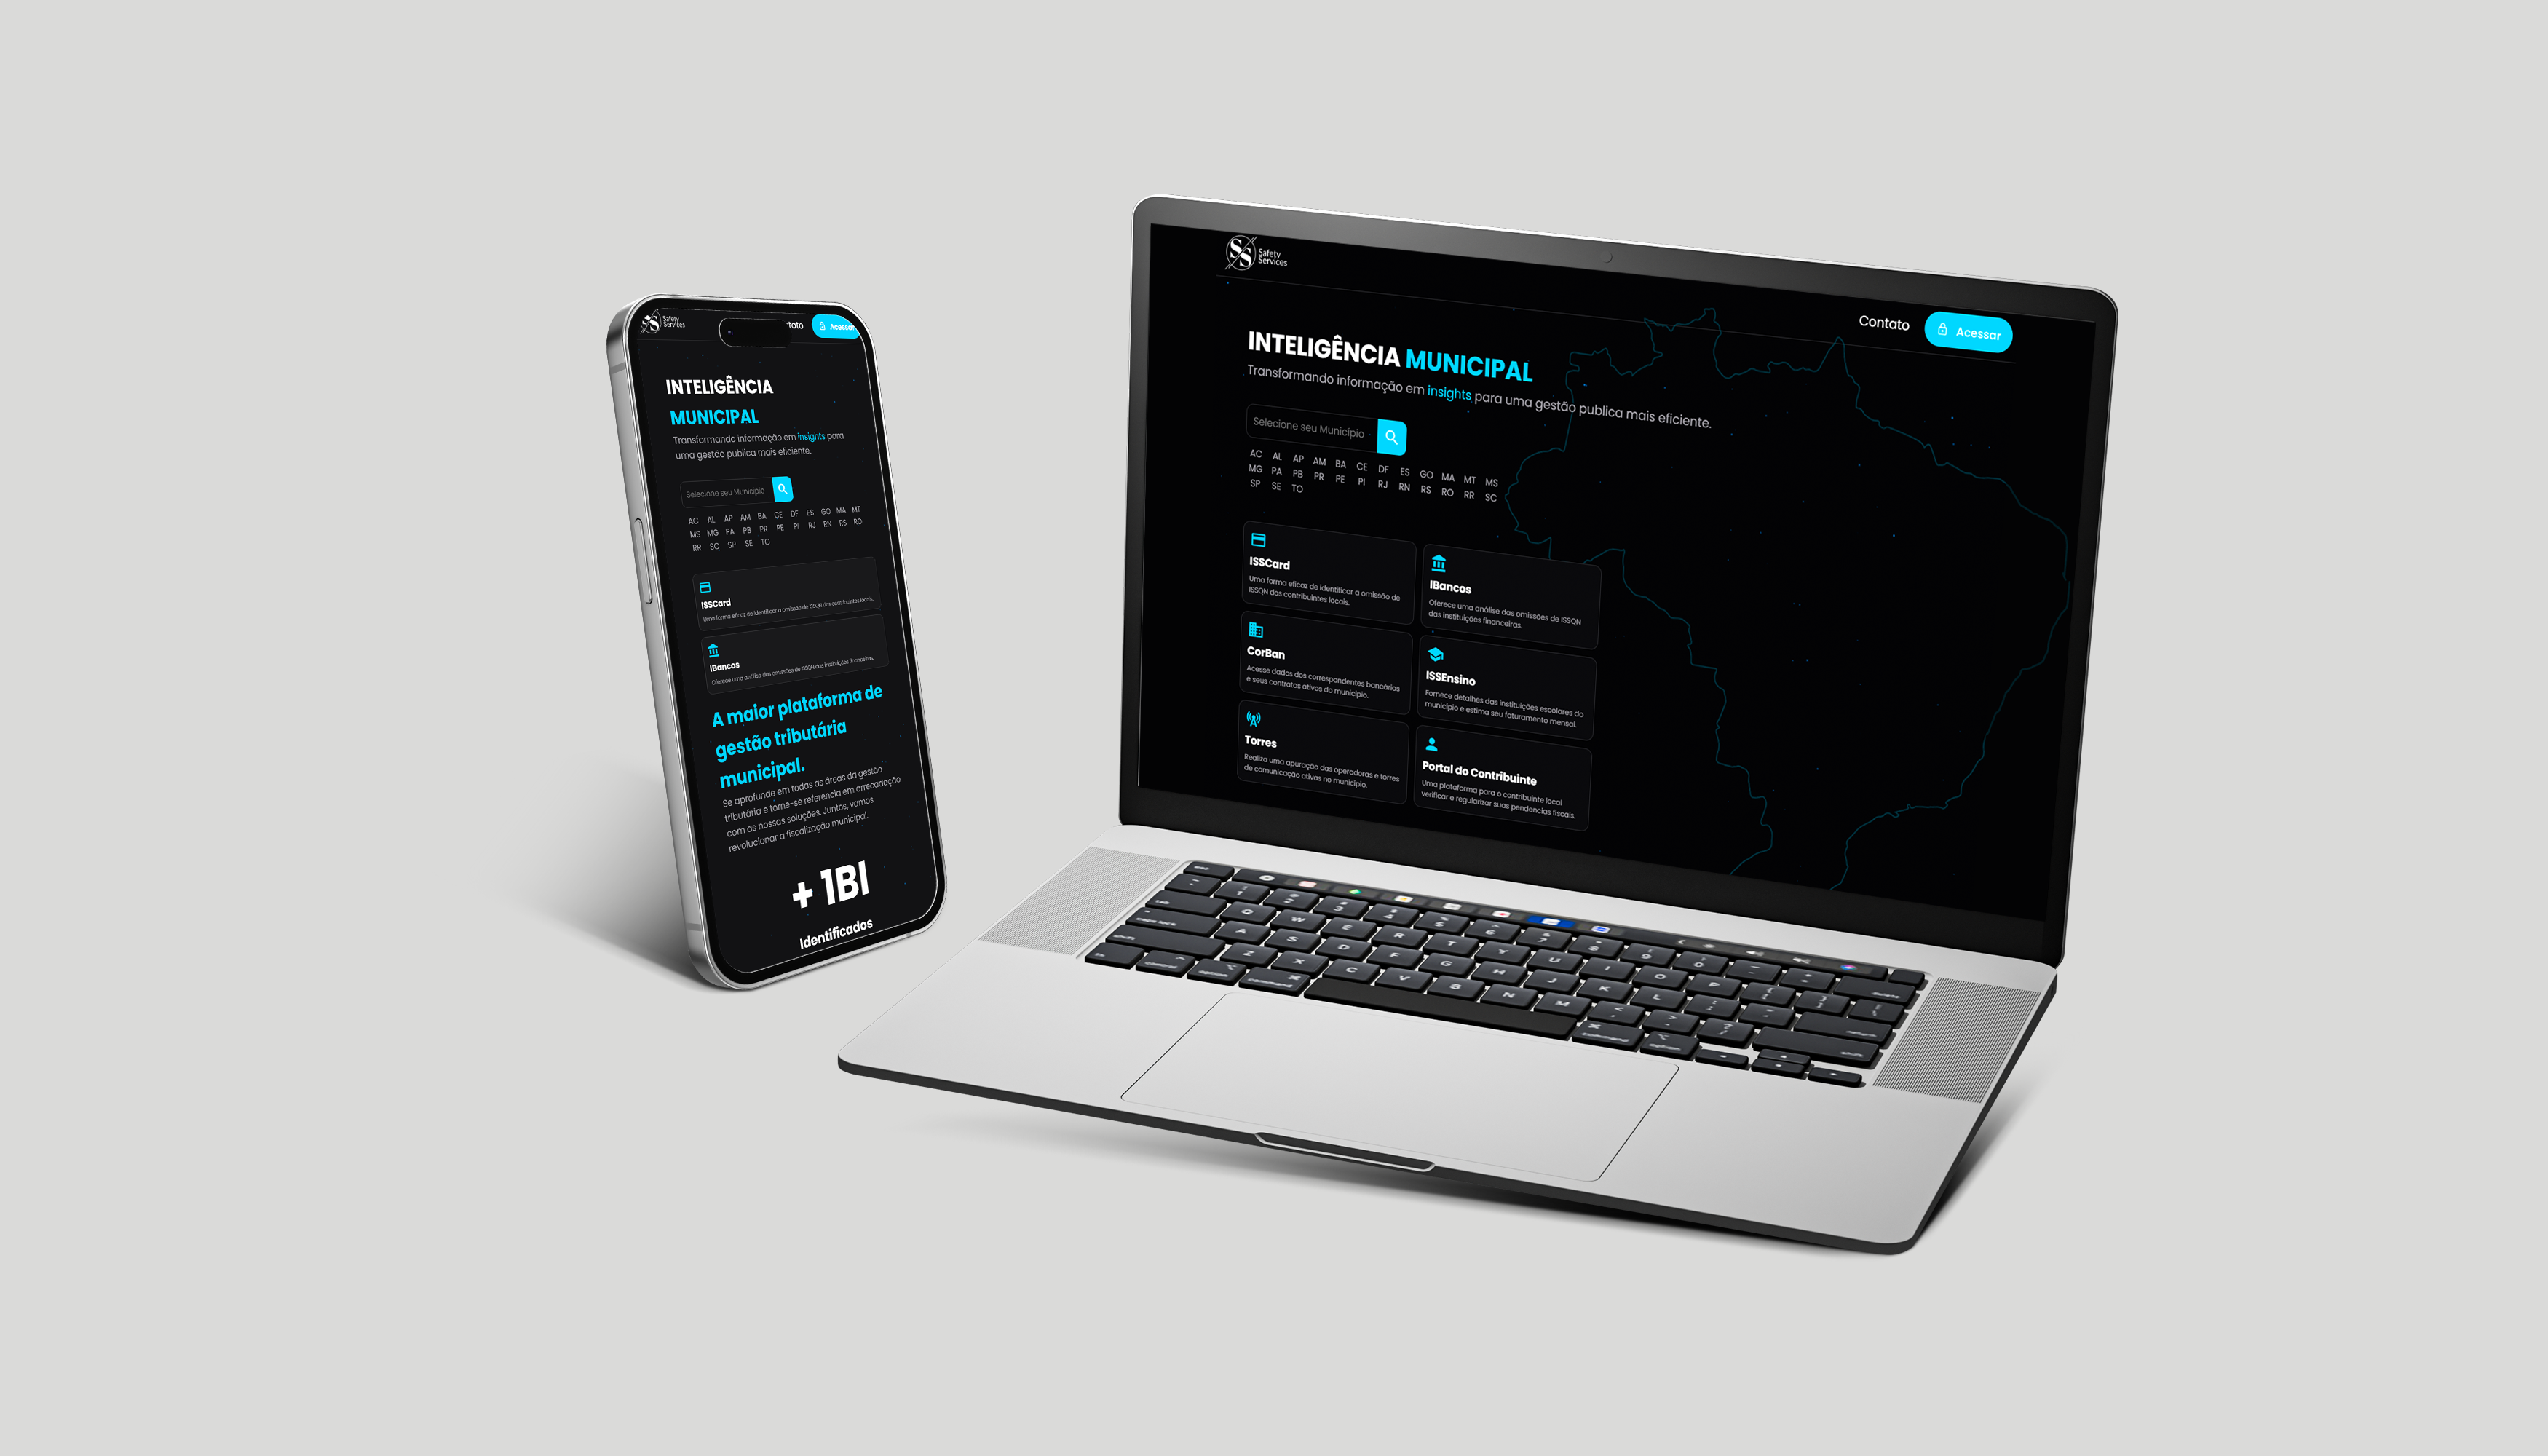 Safety
Services
tato
Acessar
INTELIGÊNCIA
MUNICIPAL
Transformando informação em insights para
uma gestão publica mais eficiente.
Selecione seu Município
AC AL AP AM BA CE DF ES GO MA MT
MS MG PA PB PR PE PI RJ RN RS RO
RR SC SP SE TO
ISSCard
Uma forma eficaz de identificar a omissão de ISSQN dos contribuintes locais.
IBancos
Oferece uma análise das omissões de ISSQN das instituições financeiras.
A maior plataforma de
gestão tributária
municipal.
Se aprofunde em todas as áreas da gestão
tributária e torne-se referencia em arrecadação
com as nossas soluções. Juntos, vamos
revolucionar a fiscalização municipal.
+ 1BI
Identificados
SS Safety
Services
Contato
Acessar
INTELIGÊNCIA MUNICIPAL
Transformando informação em insights para uma gestão publica mais eficiente.
Selecione seu Município
AC AL AP AM BA CE DF ES GO MA MT MS
MG PA PB PR PE PI RJ RN RS RO RR SC
SP SE TO
ISSCard
Uma forma eficaz de identificar a omissão de
ISSQN dos contribuintes locais.
IBancos
Oferece uma análise das omissões de ISSQN
das instituições financeiras.
CorBan
Acesse dados dos correspondentes bancários
e seus contratos ativos do município.
ISSEnsino
Fornece detalhes das instituições escolares do
município e estima seu faturamento mensal.
Torres
Realiza uma apuração das operadoras e torres
de comunicação ativas no município.
Portal do Contribuinte
Uma plataforma para o contribuinte local
verificar e regularizar suas pendencias fiscais.
1 2 3 4 5 6 7 8 9 0
Q W E R T Y U I O P
A S D F G H J K L
Z X C V B N M